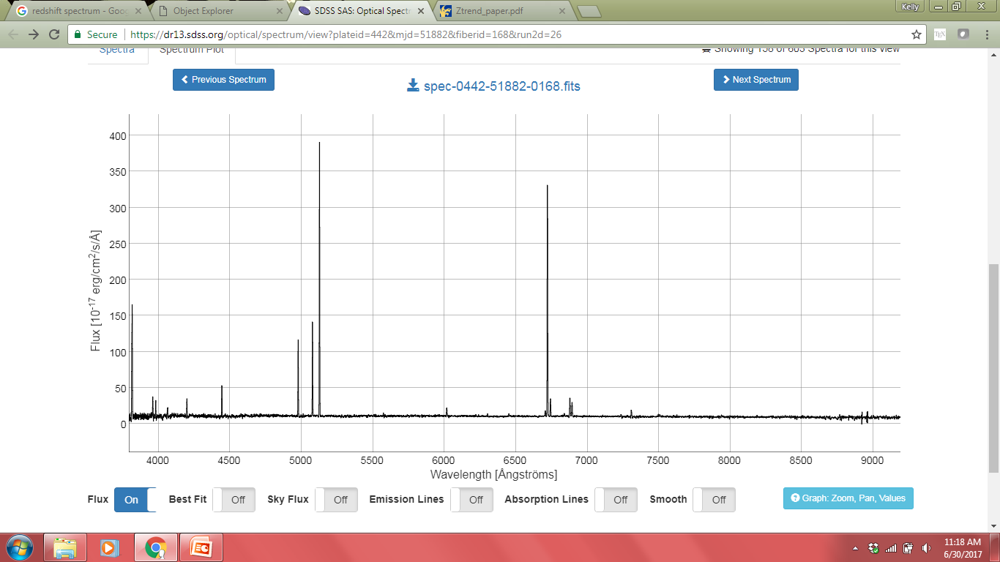 redshift spectrum - Goo
Object Explorer
SDSS SAS: Optical Spectr
Ztrend_paper.pdf
Kelly
Secure
https://dr13.sdss.org/optical/spectrum/view?plateid=442&mjd=51882&fiberid=168&run2d=26
TEX
Spectra
Spectrum Plot
Showing 158 of 605 Spectra for this view
Previous Spectrum
spec-0442-51882-0168.fits
Next Spectrum
400
350
300
250
200
150
100
50
0
Flux [10-17 erg/cm2/s/Å]
4000 4500 5000 5500 6000 6500 7000 7500 8000 8500 9000
Wavelength [Ångströms]
Flux On Best Fit Off Sky Flux Off Emission Lines Off Absorption Lines Off Smooth Off
Graph: Zoom, Pan, Values
11:18 AM
6/30/2017